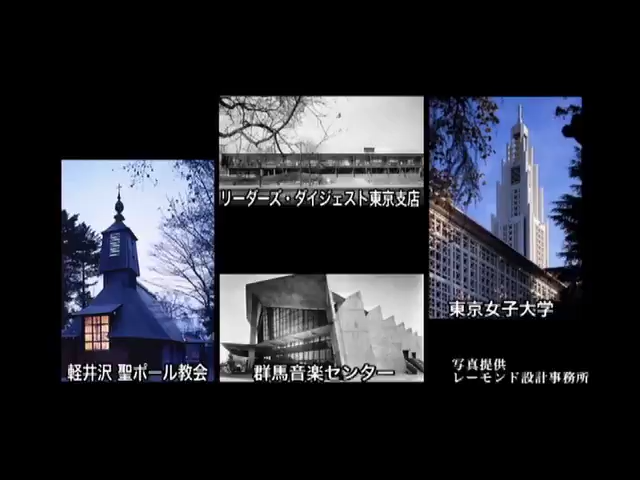 リーダーズ・ダイジェスト東京支店
東京女子大学
軽井沢 聖ポール教会
群馬音楽センター
写真提供
レーモンド設計事務所